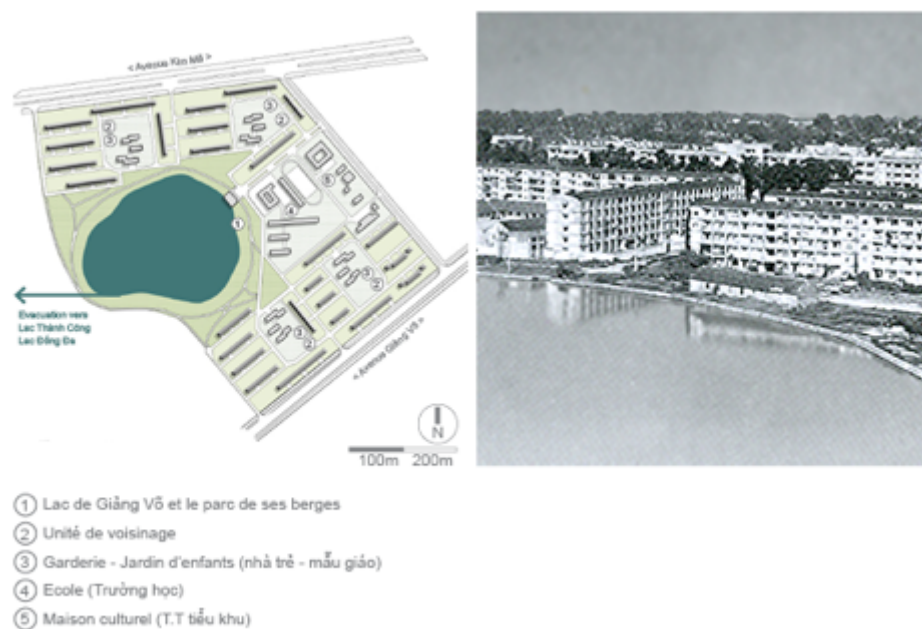 < Avenue Kim Mã >
Evacuation vers
Lac Thành Công
Lac Đống Đa
< Avenue Giảng Võ >
N
100m 200m
① Lac de Giảng Võ et le parc de ses berges
② Unité de voisinage
③ Garderie - Jardin d'enfants (nhà trẻ - mẫu giáo)
④ Ecole (Trường học)
⑤ Maison culturel (T.T tiểu khu)